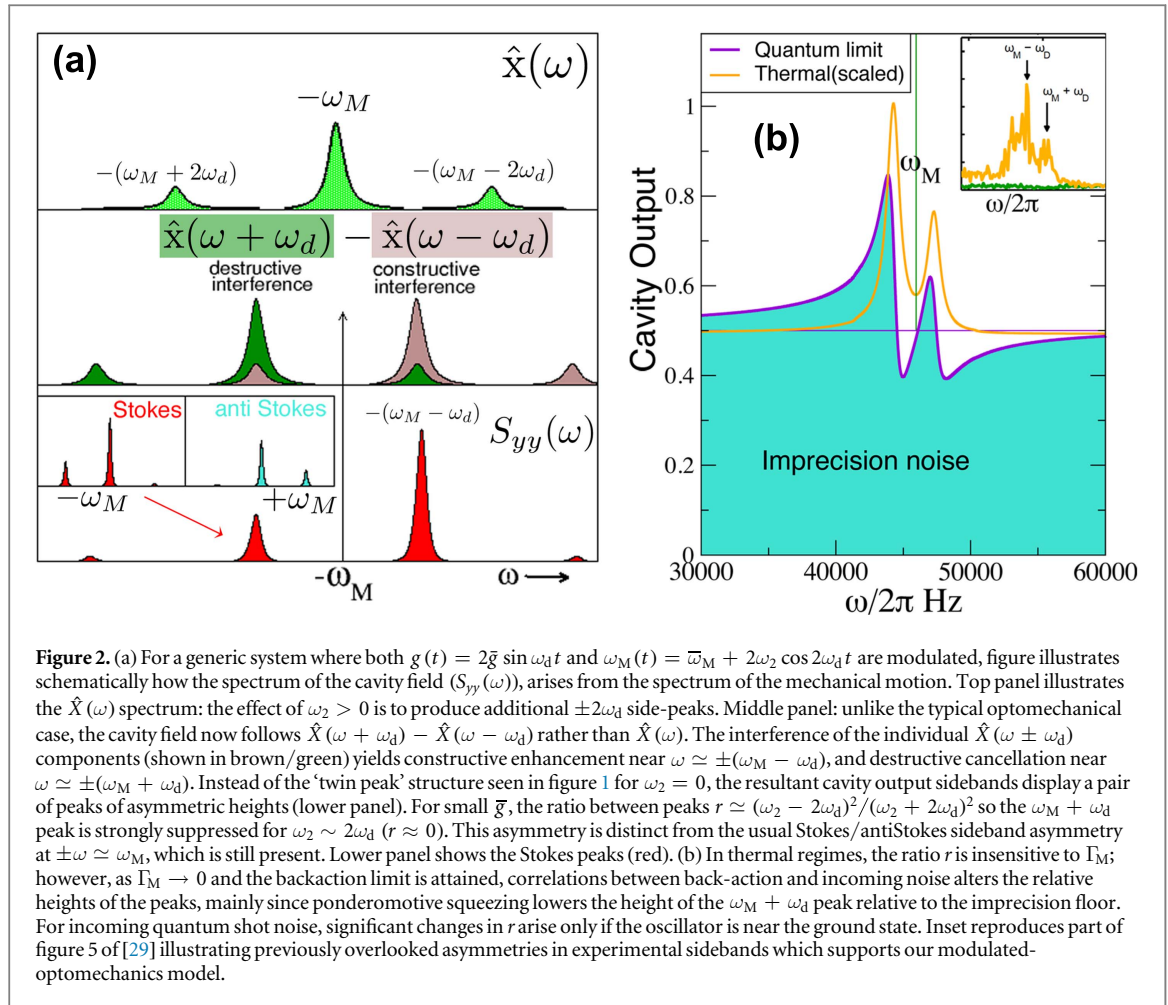 (a)
x̂(ω)
−ω_M
−(ω_M + 2ω_d)
−(ω_M − 2ω_d)
x̂(ω + ω_d) − x̂(ω − ω_d)
destructive
interference
constructive
interference
Stokes
anti Stokes
−ω_M
+ω_M
−(ω_M − ω_d)
S_yy(ω)
-ω_M
ω
(b)
Quantum limit
Thermal(scaled)
ω_M − ω_D
ω_M + ω_D
ω/2π
ω_M
Cavity Output
1
0.8
0.6
0.4
0.2
0
Imprecision noise
30000
40000
50000
60000
ω/2π Hz
Figure 2. (a) For a generic system where both g(t) = 2ḡ sin ω_d t and ω_M(t) = ω̅_M + 2ω_2 cos 2ω_d t are modulated, figure illustrates
schematically how the spectrum of the cavity field (S_yy(ω)), arises from the spectrum of the mechanical motion. Top panel illustrates
the X̂(ω) spectrum: the effect of ω_2 > 0 is to produce additional ±2ω_d side-peaks. Middle panel: unlike the typical optomechanical
case, the cavity field now follows X̂(ω + ω_d) − X̂(ω − ω_d) rather than X̂(ω). The interference of the individual X̂(ω ± ω_d)
components (shown in brown/green) yields constructive enhancement near ω ≃ ±(ω_M − ω_d), and destructive cancellation near
ω ≃ ±(ω_M + ω_d). Instead of the ‘twin peak’ structure seen in figure 1 for ω_2 = 0, the resultant cavity output sidebands display a pair
of peaks of asymmetric heights (lower panel). For small g̅, the ratio between peaks r ≃ (ω_2 − 2ω_d)²/(ω_2 + 2ω_d)² so the ω_M + ω_d
peak is strongly suppressed for ω_2 ∼ 2ω_d (r ≈ 0). This asymmetry is distinct from the usual Stokes/antiStokes sideband asymmetry
at ±ω ≃ ω_M, which is still present. Lower panel shows the Stokes peaks (red). (b) In thermal regimes, the ratio r is insensitive to Γ_M;
however, as Γ_M → 0 and the backaction limit is attained, correlations between back-action and incoming noise alters the relative
heights of the peaks, mainly since ponderomotive squeezing lowers the height of the ω_M + ω_d peak relative to the imprecision floor.
For incoming quantum shot noise, significant changes in r arise only if the oscillator is near the ground state. Inset reproduces part of
figure 5 of [29] illustrating previously overlooked asymmetries in experimental sidebands which supports our modulated-
optomechanics model.